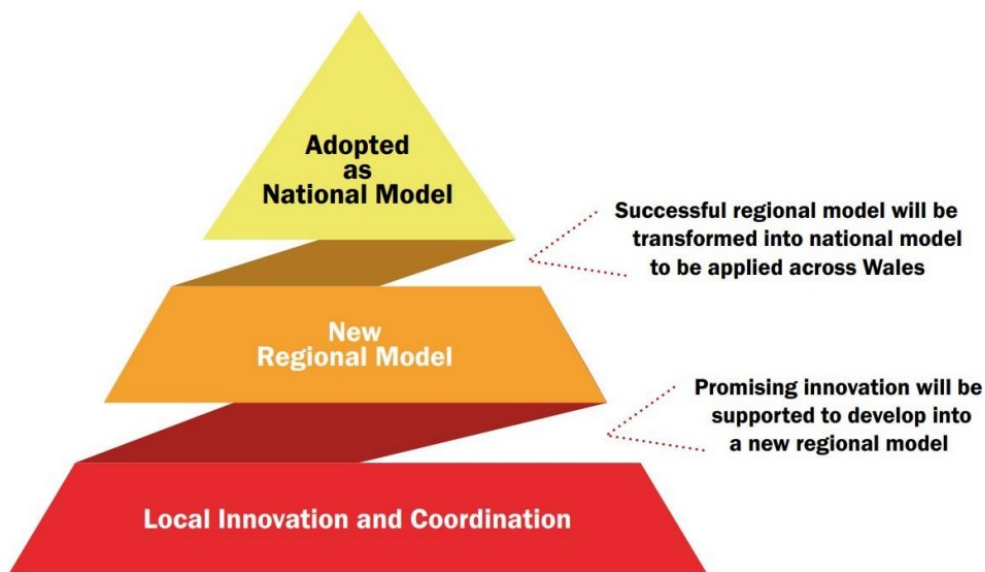 Adopted
as
National Model
Successful regional model will be
transformed into national model
to be applied across Wales
New
Regional Model
Promising innovation will be
supported to develop into
a new regional model
Local Innovation and Coordination